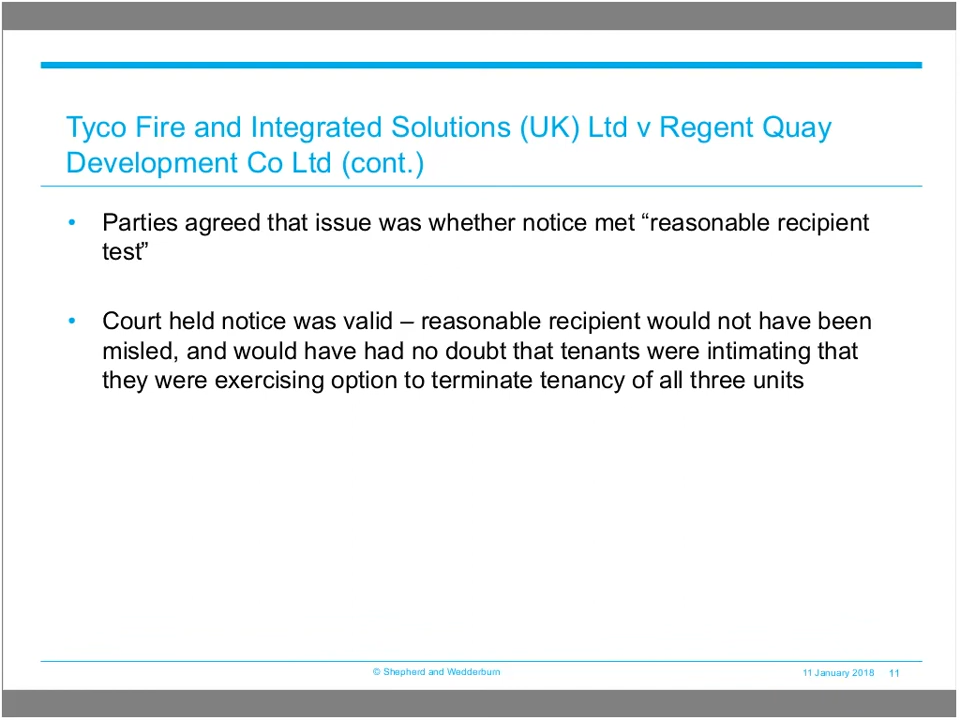 Tyco Fire and Integrated Solutions (UK) Ltd v Regent Quay
Development Co Ltd (cont.)
• Parties agreed that issue was whether notice met “reasonable recipient
test”
• Court held notice was valid – reasonable recipient would not have been
misled, and would have had no doubt that tenants were intimating that
they were exercising option to terminate tenancy of all three units
© Shepherd and Wedderburn 11 January 2018 11